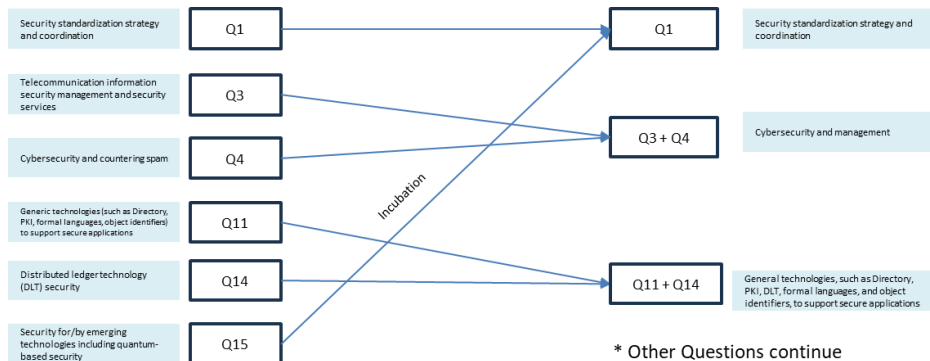 Security standardization strategy
and coordination
Q1
Q1
Security standardization strategy and
coordination
Telecommunication information
security management and security
services
Q3
Q3 + Q4
Cybersecurity and management
Cybersecurity and countering spam
Q4
Incubation
Generic technologies (such as Directory,
PKI, formal languages, object identifiers)
to support secure applications
Q11
Distributed ledger technology
(DLT) security
Q14
Q11 + Q14
General technologies, such as Directory,
PKI, DLT, formal languages, and object
identifiers, to support secure applications
Security for/by emerging
technologies including quantum-
based security
Q15
* Other Questions continue